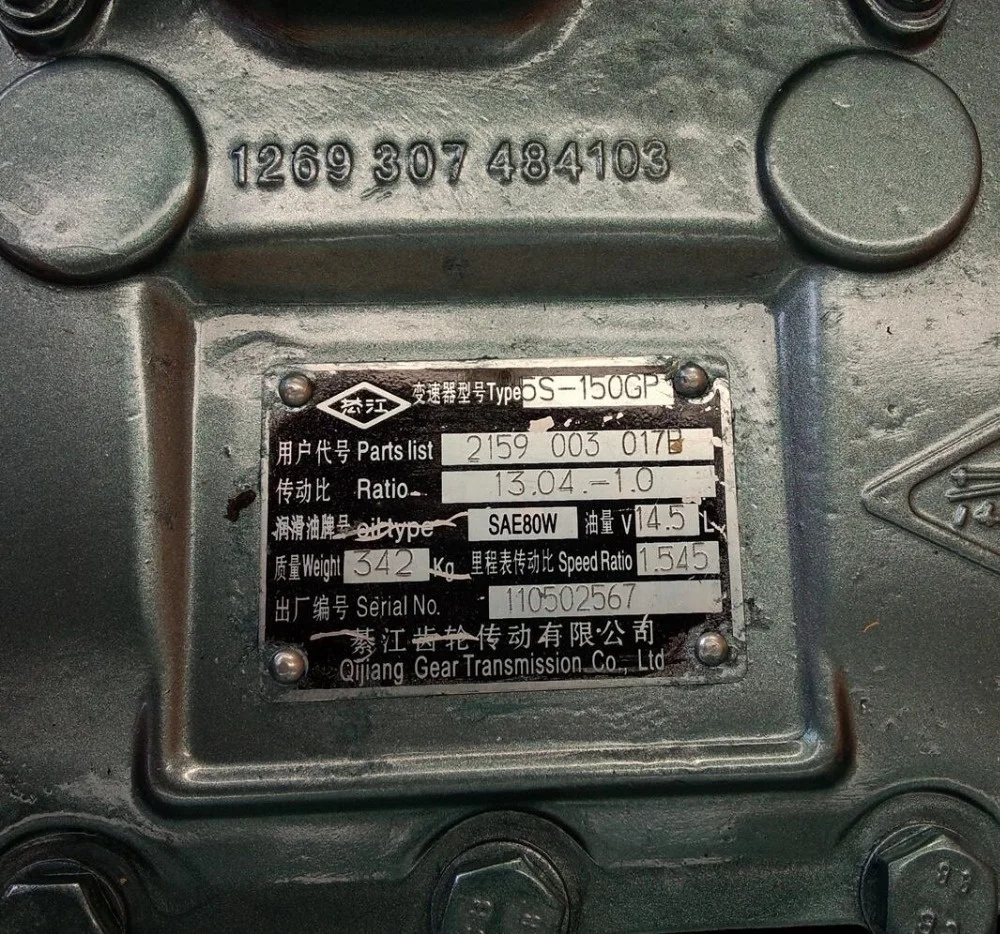 1269 307 484103
綦江 变速器型号Type 5S-150GP
用户代号 Parts list 2159 003 017B
传动比 Ratio 13.04.-1.0
润滑油牌号 oil type SAE80W 油量 V 14.5 L
质量Weight 342 Kg 里程表传动比 Speed Ratio 1.545
出厂编号 Serial No. 110502567
綦江齿轮传动有限公司
Qijiang Gear Transmission Co., Ltd
8.8